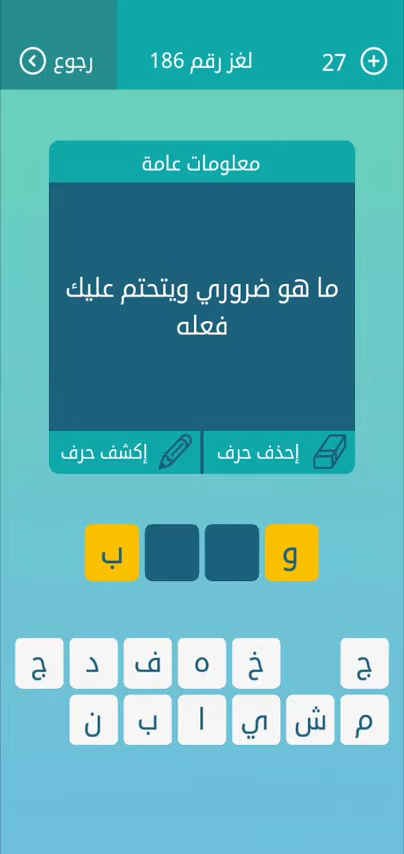 رجوع
لغز رقم 186
27
معلومات عامة
ما هو ضروري ويتحتم عليك
فعله
إحذف حرف
إكشف حرف
و ب
ج خ ه ف د ج
م ش ي ا ب ن